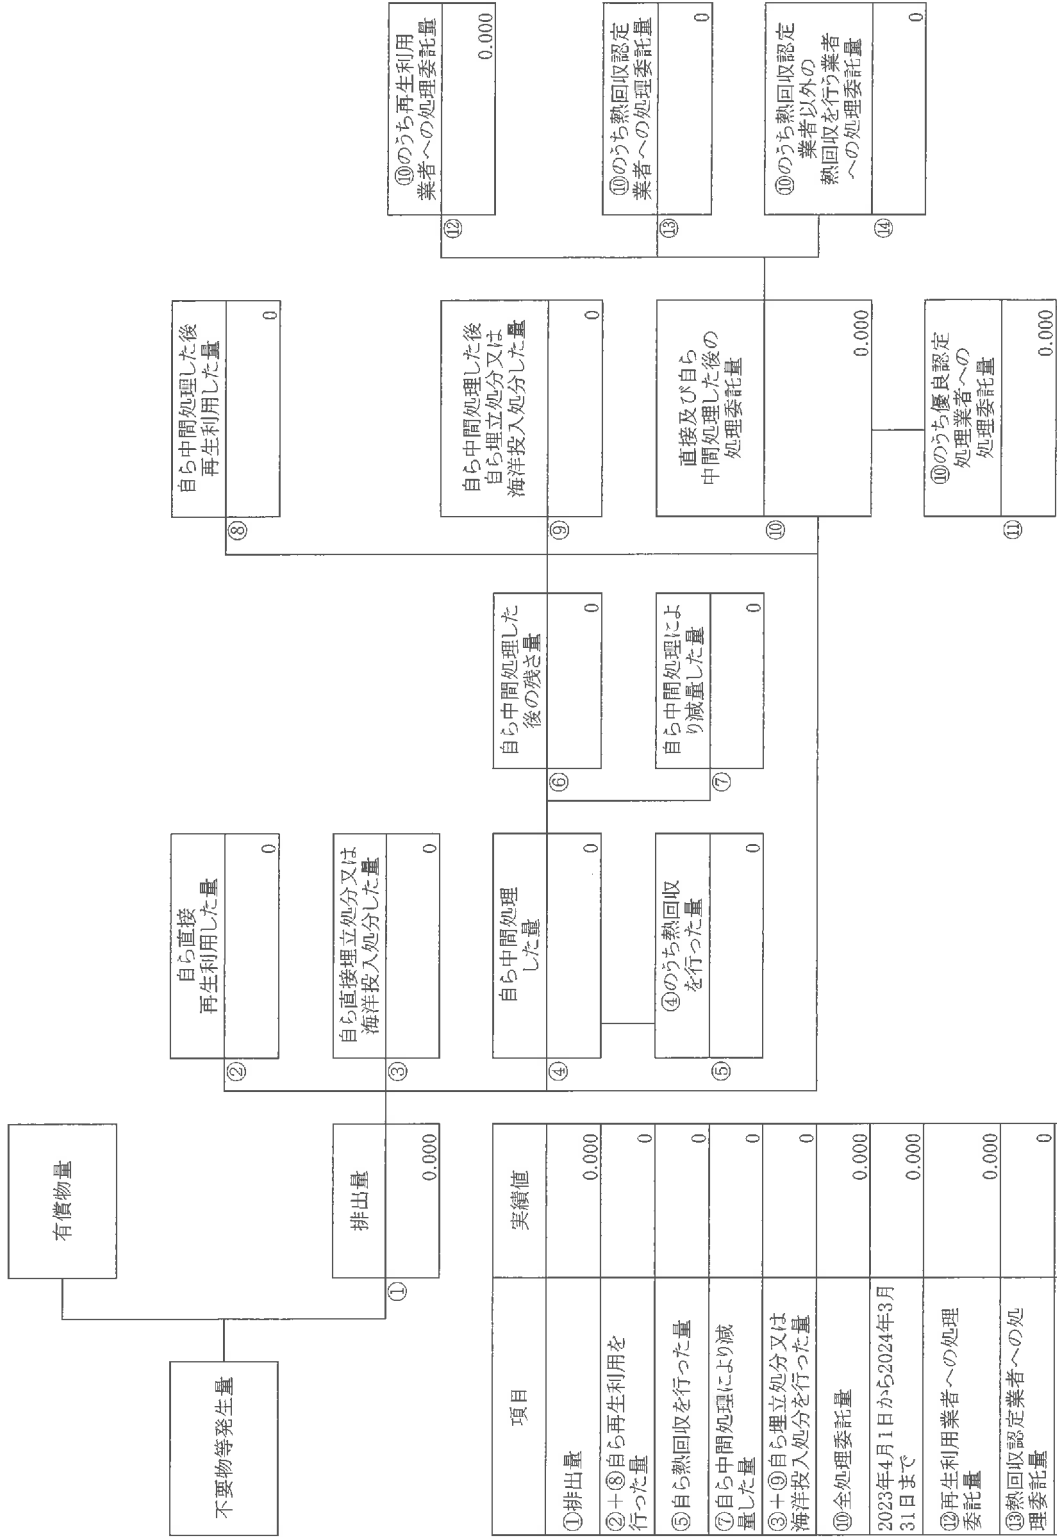 有償物量
不要物等発生量
排出量
①
0.000
自ら直接
再生利用した量
②
0
自ら直接埋立処分又は
海洋投入処分した量
③
0
自ら中間処理
した量
④
0
④のうち熱回収
を行った量
⑤
0
自ら中間処理した
後の残さ量
⑥
0
自ら中間処理によ
り減量した量
⑦
0
自ら中間処理した後
再生利用した量
⑧
0
自ら中間処理した後
自ら埋立処分又は
海洋投入処分した量
⑨
0
直接及び自ら
中間処理した後の
処理委託量
⑩
0.000
⑩のうち優良認定
処理業者への
処理委託量
⑪
0.000
⑩のうち再生利用
業者への処理委託量
⑫
0.000
⑩のうち熱回収認定
業者への処理委託量
⑬
0
⑩のうち熱回収認定
業者以外の
熱回収を行う業者
への処理委託量
⑭
0
項目 実績値
①排出量 0.000
②+⑧自ら再生利用を
行った量 0
⑤自ら熱回収を行った量 0
⑦自ら中間処理により減
量した量 0
③+⑨自ら埋立処分又は
海洋投入処分を行った量 0
⑩全処理委託量 0.000
2023年4月1日から2024年3月
31日まで 0.000
⑫再生利用業者への処理
委託量 0.000
⑬熱回収認定業者への処
理委託量 0